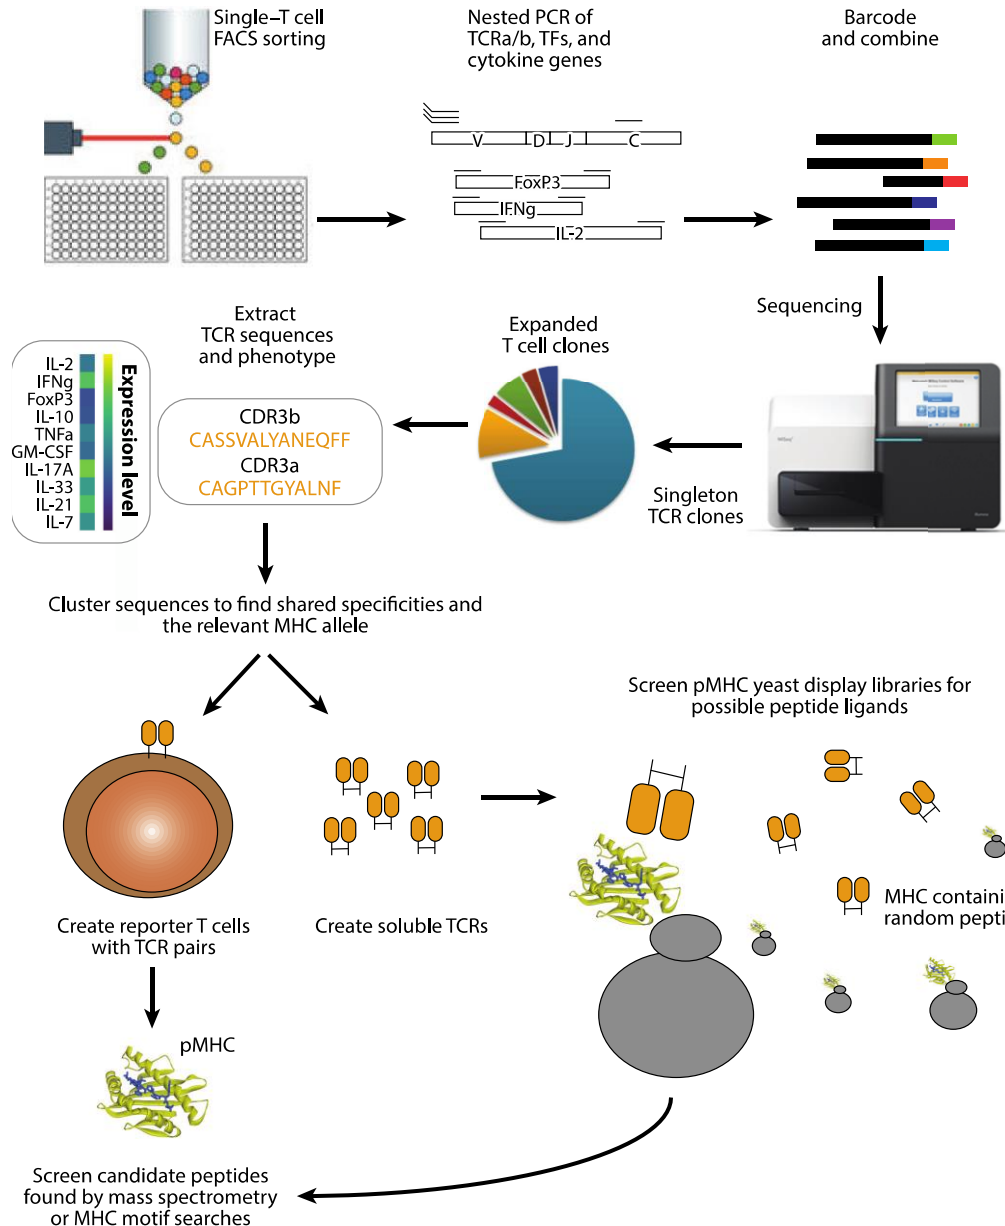 Single–T cell
FACS sorting
Nested PCR of
TCRa/b, TFs, and
cytokine genes
Barcode
and combine
V
D
J
C
FoxP3
IFNg
IL-2
Sequencing
Extract
TCR sequences
and phenotype
Expanded
T cell clones
IL-2
IFNg
FoxP3
IL-10
TNFa
GM-CSF
IL-17A
IL-33
IL-21
IL-7
Expression level
CDR3b
CASSVALYANEQFF
CDR3a
CAGPTTGYALNF
Singleton
TCR clones
Cluster sequences to find shared specificities and
the relevant MHC allele
Screen pMHC yeast display libraries for
possible peptide ligands
Create reporter T cells
with TCR pairs
Create soluble TCRs
MHC containi
random pepti
pMHC
Screen candidate peptides
found by mass spectrometry
or MHC motif searches